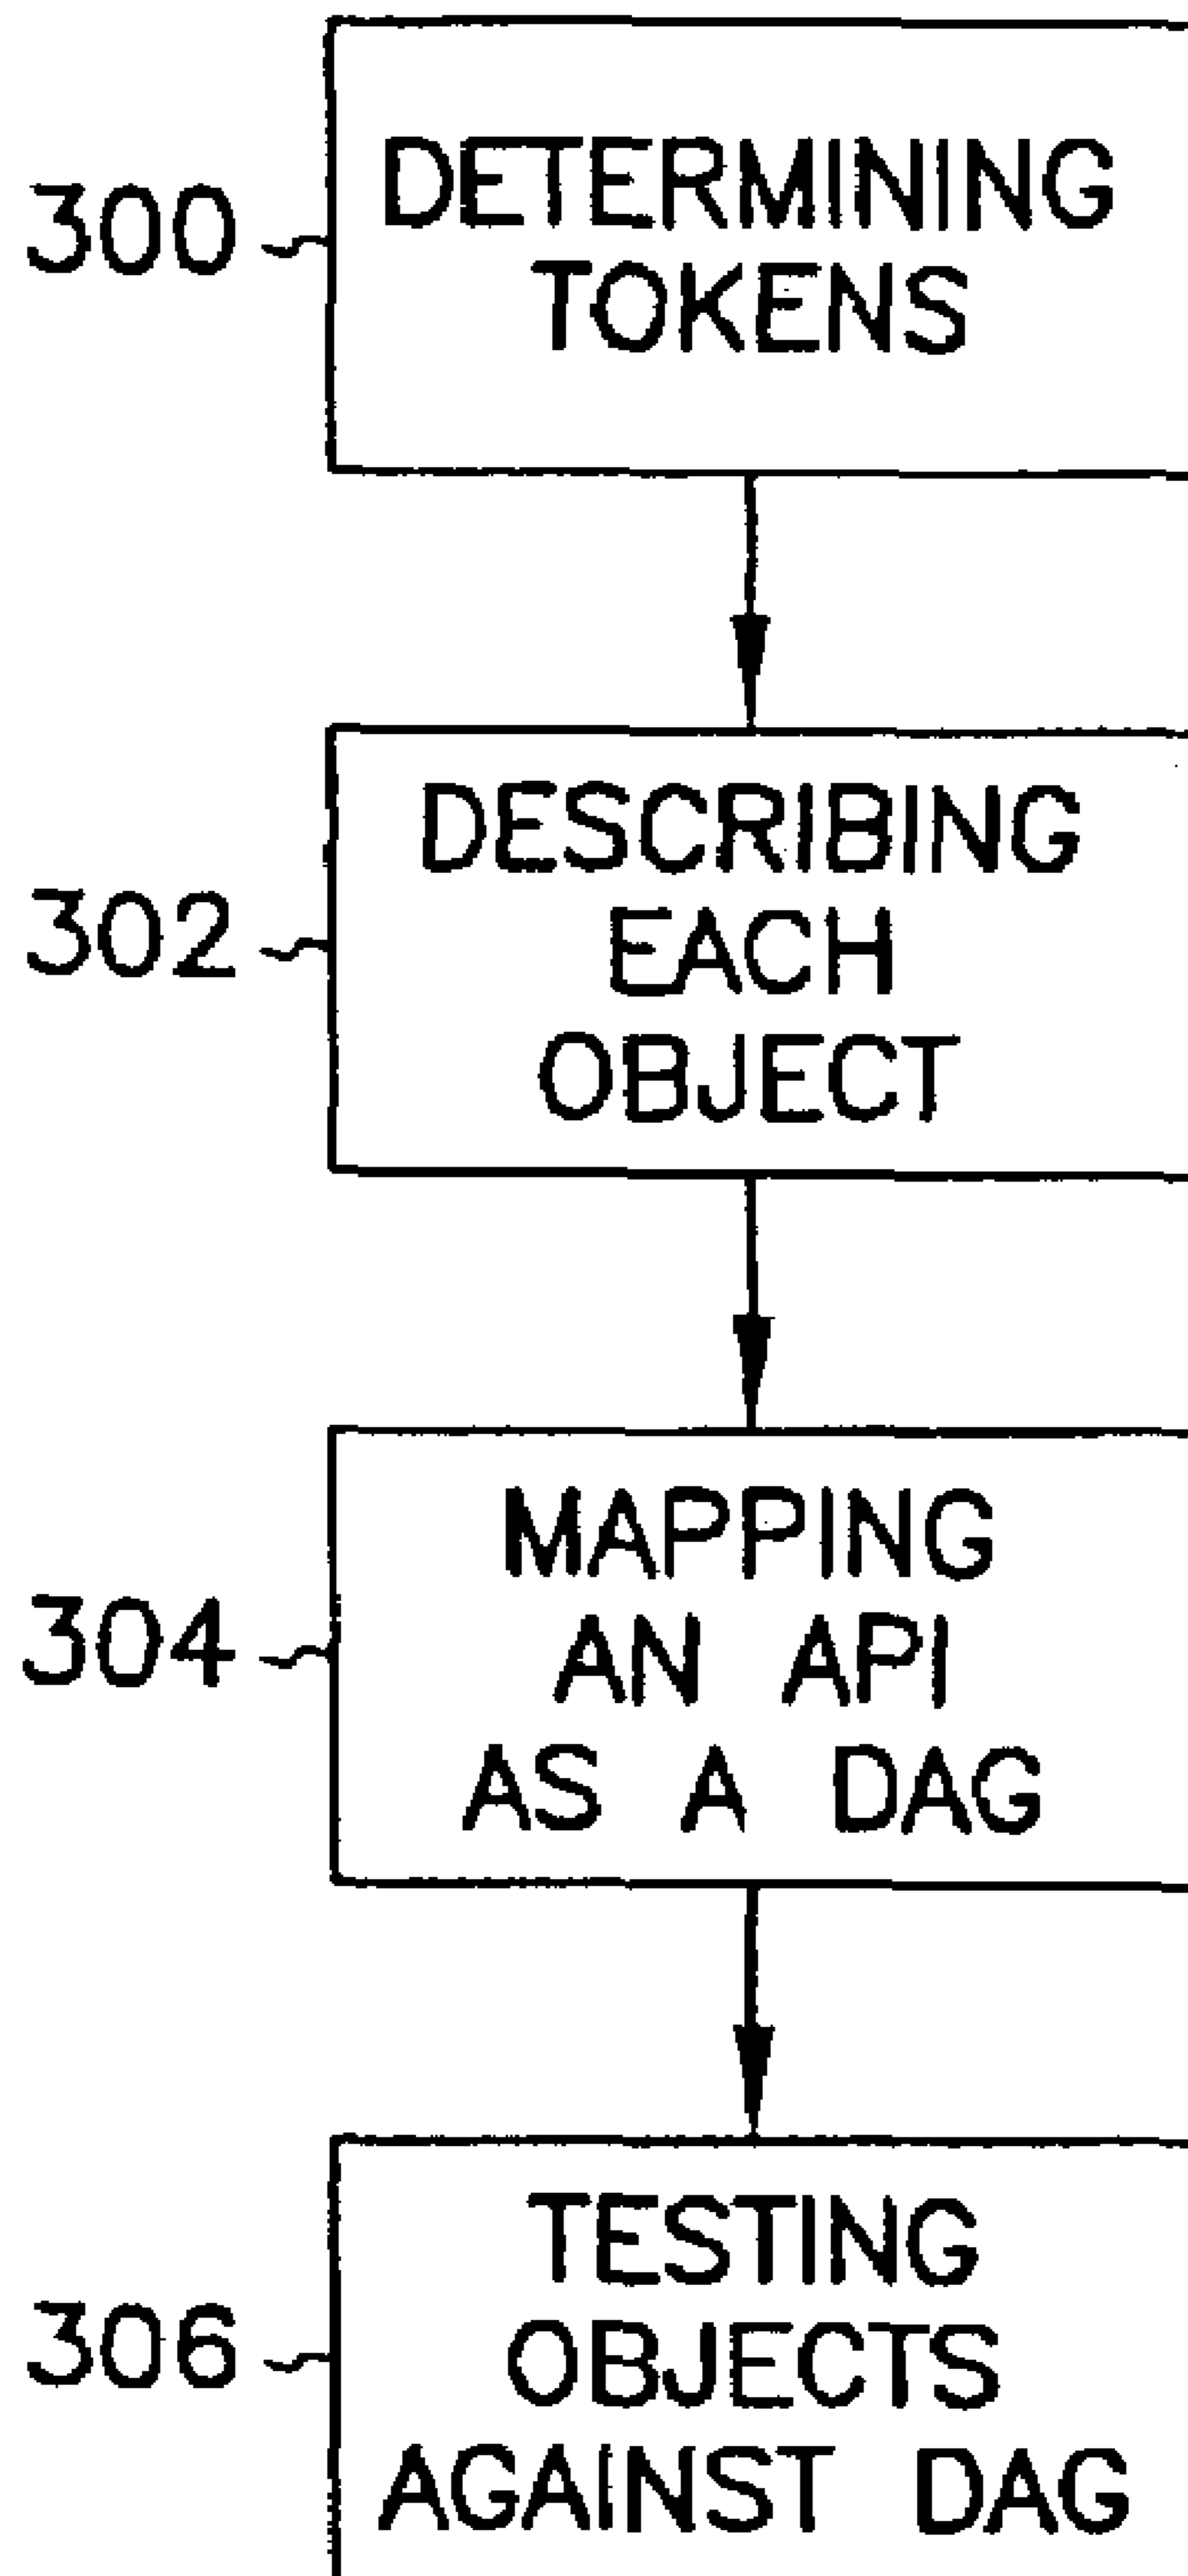 300
DETERMINING
TOKENS
302
DESCRIBING
EACH
OBJECT
304
MAPPING
AN API
AS A DAG
306
TESTING
OBJECTS
AGAINST DAG